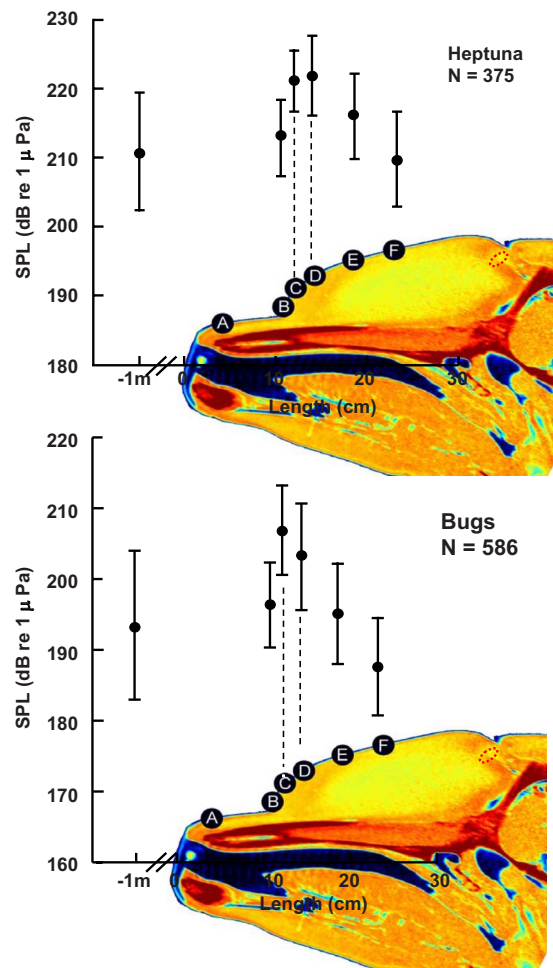 230
220
210
200
190
180
SPL (dB re 1 μ Pa)
Heptuna
N = 375
A
B
C
D
E
F
-1m
0
10
20
30
Length (cm)
220
210
200
190
180
170
160
SPL (dB re 1 μ Pa)
Bugs
N = 586
A
B
C
D
E
F
-1m
0
10
20
30
Length (cm)